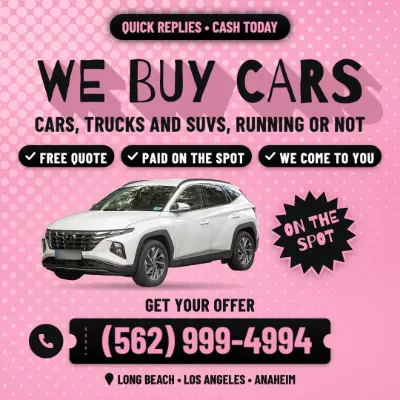 QUICK REPLIES • CASH TODAY
WE BUY CARS
CARS, TRUCKS AND SUVS, RUNNING OR NOT
FREE QUOTE PAID ON THE SPOT WE COME TO YOU
ON THE
SPOT
GET YOUR OFFER
(562) 999-4994
LONG BEACH • LOS ANGELES • ANAHEIM